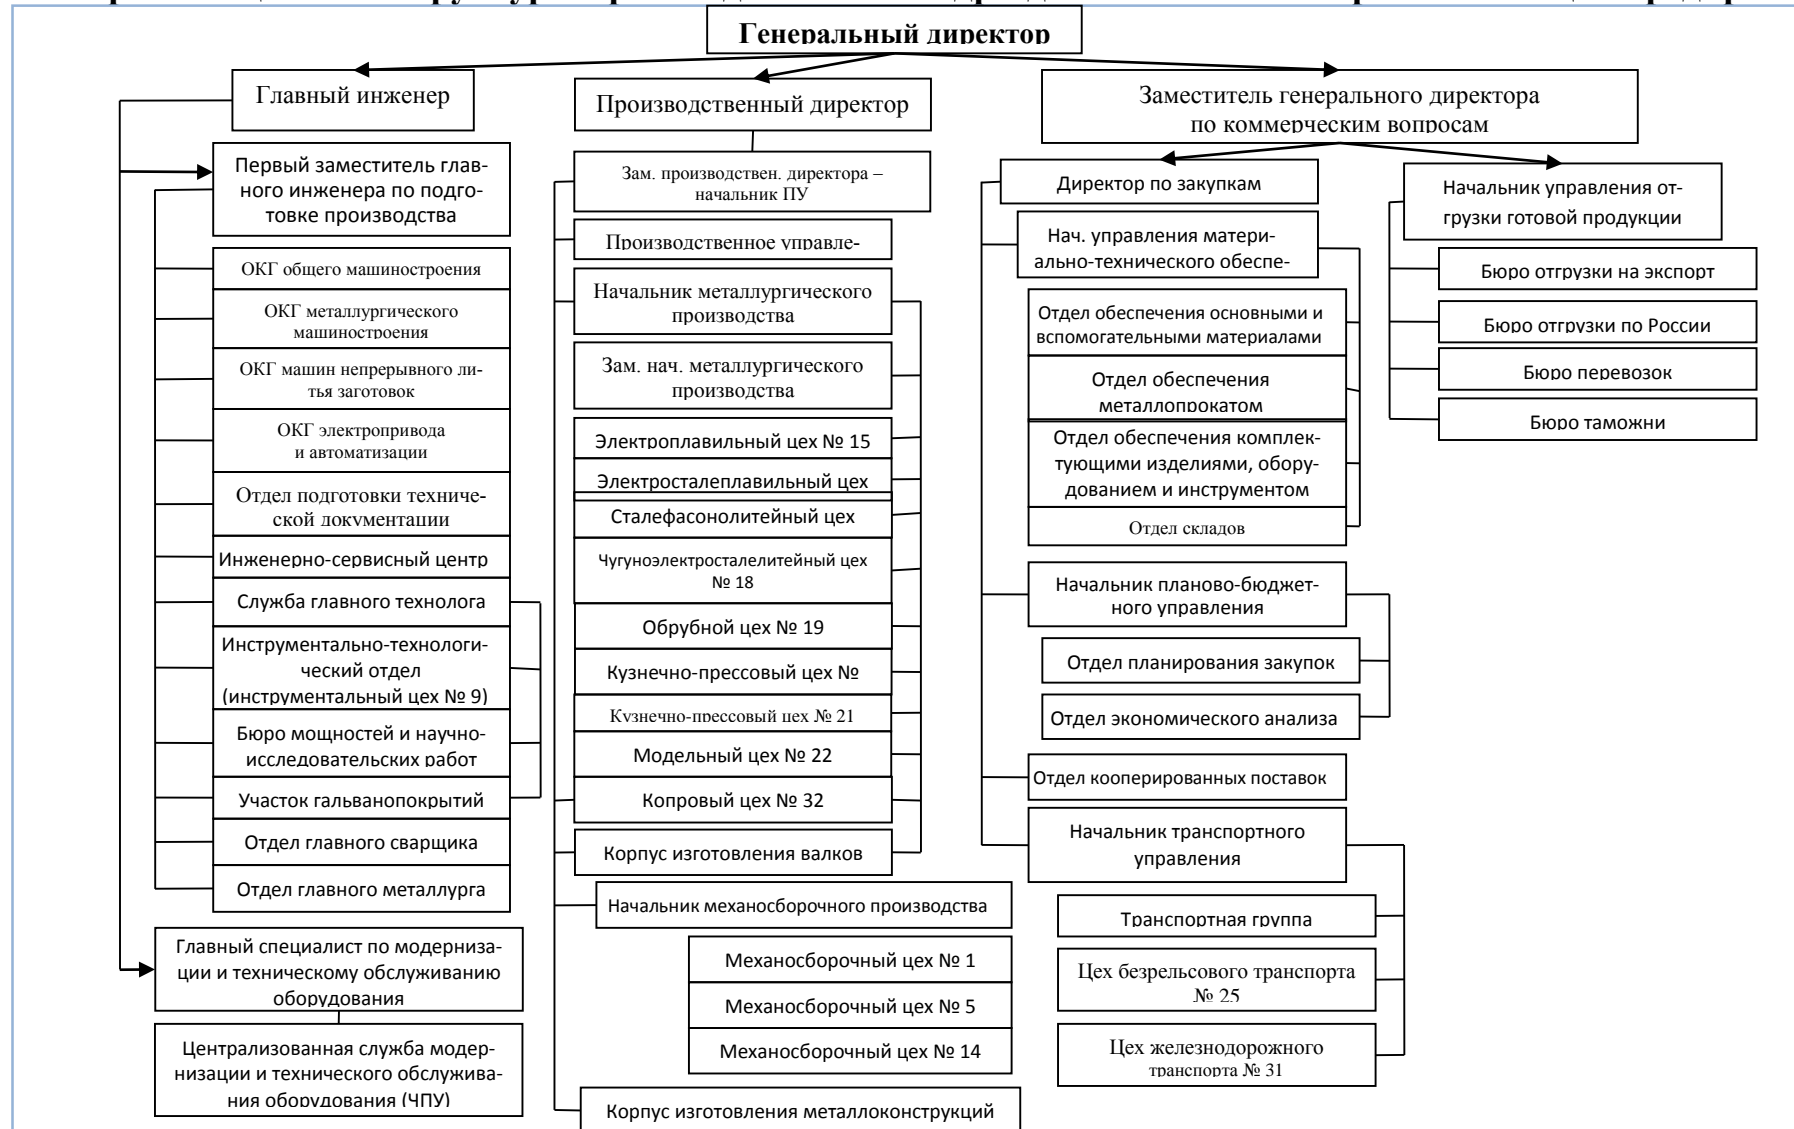 Генеральный директор
Главный инженер
Первый заместитель глав-
ного инженера по подго-
товке производства
ОКГ общего машиностроения
ОКГ металлургического
машиностроения
ОКГ машин непрерывного ли-
тья заготовок
ОКГ электропривода
и автоматизации
Отдел подготовки техниче-
ской документации
Инженерно-сервисный центр
Служба главного технолога
Инструментально-технологи-
ческий отдел
(инструментальный цех № 9)
Бюро мощностей и научно-
исследовательских работ
Участок гальванопокрытий
Отдел главного сварщика
Отдел главного металлурга
Главный специалист по модерниза-
ции и техническому обслуживанию
оборудования
Централизованная служба модер-
низации и технического обслужива-
ния оборудования (ЧПУ)
Производственный директор
Зам. производствен. директора –
начальник ПУ
Производственное управле-
Начальник металлургического
производства
Зам. нач. металлургического
производства
Электроплавильный цех № 15
Электросталеплавильный цех
Сталефасонолитейный цех
Чугуноэлектросталелитейный цех
№ 18
Обрубной цех № 19
Кузнечно-прессовый цех №
Кузнечно-прессовый цех № 21
Модельный цех № 22
Копровый цех № 32
Корпус изготовления валков
Начальник механосборочного производства
Механосборочный цех № 1
Механосборочный цех № 5
Механосборочный цех № 14
Корпус изготовления металлоконструкций
Заместитель генерального директора
по коммерческим вопросам
Директор по закупкам
Нач. управления матери-
ально-технического обеспе-
Отдел обеспечения основными и
вспомогательными материалами
Отдел обеспечения
металлопрокатом
Отдел обеспечения комплек-
тующими изделиями, обору-
дованием и инструментом
Отдел складов
Начальник планово-бюджет-
ного управления
Отдел планирования закупок
Отдел экономического анализа
Отдел кооперированных поставок
Начальник транспортного
управления
Транспортная группа
Цех безрельсового транспорта
№ 25
Цех железнодорожного
транспорта № 31
Начальник управления от-
грузки готовой продукции
Бюро отгрузки на экспорт
Бюро отгрузки по России
Бюро перевозок
Бюро таможни